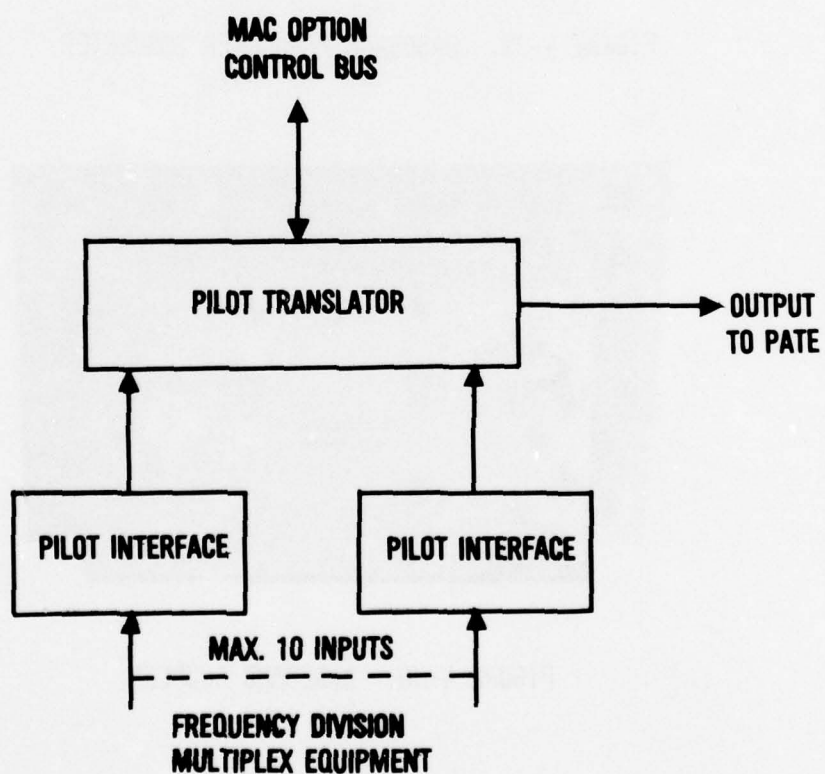 MAC OPTION
CONTROL BUS
PILOT TRANSLATOR
OUTPUT
TO PATE
PILOT INTERFACE
PILOT INTERFACE
MAX. 10 INPUTS
FREQUENCY DIVISION
MULTIPLEX EQUIPMENT